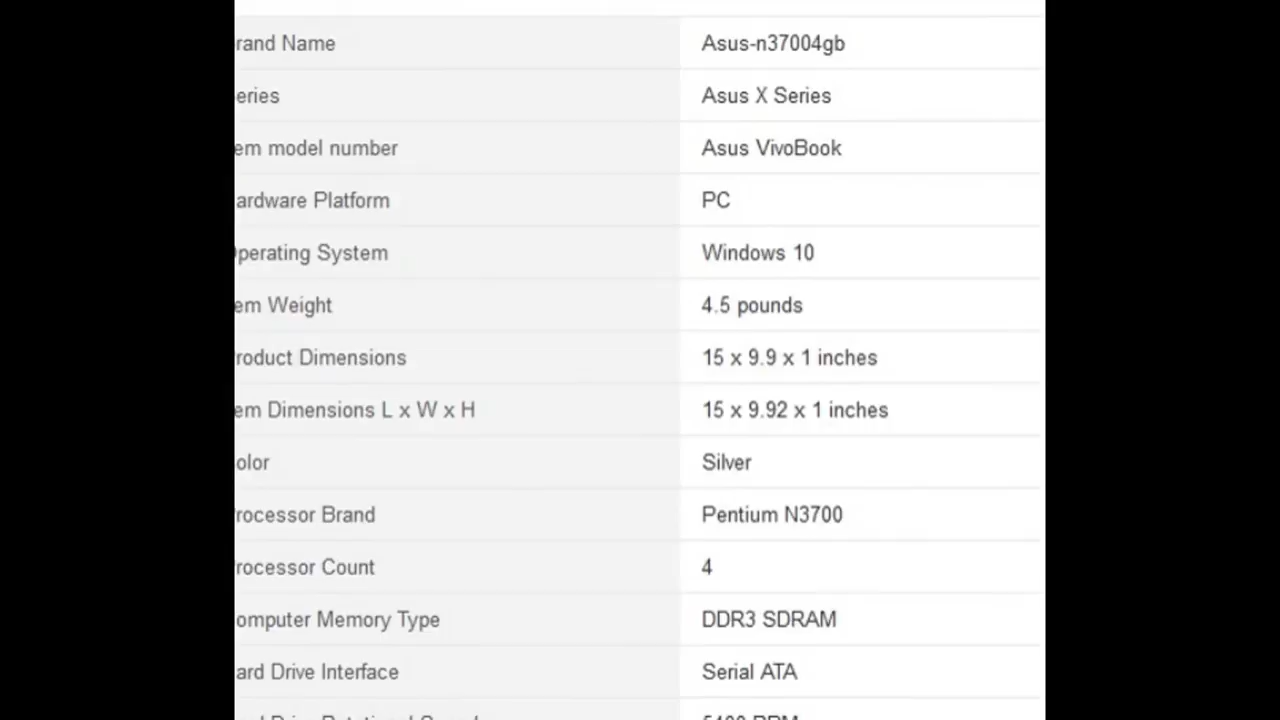 rand Name Asus-n37004gb
eries Asus X Series
em model number Asus VivoBook
ardware Platform PC
perating System Windows 10
em Weight 4.5 pounds
roduct Dimensions 15 x 9.9 x 1 inches
em Dimensions L x W x H 15 x 9.92 x 1 inches
olor Silver
rocessor Brand Pentium N3700
rocessor Count 4
omputer Memory Type DDR3 SDRAM
ard Drive Interface Serial ATA